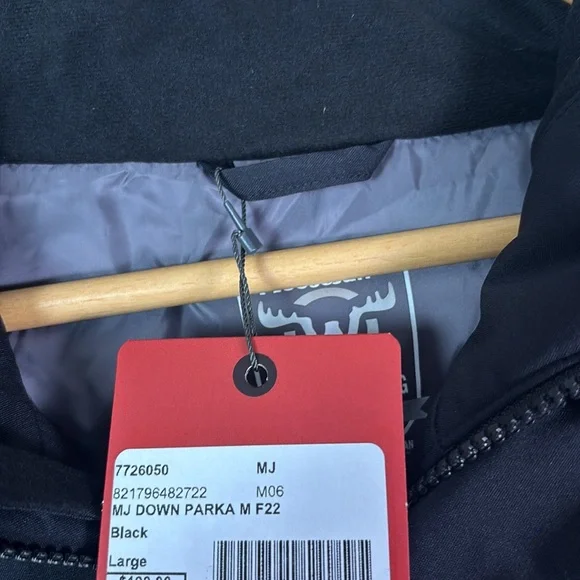 7726050 MJ
821796482722 M06
MJ DOWN PARKA M F22
Black
Large